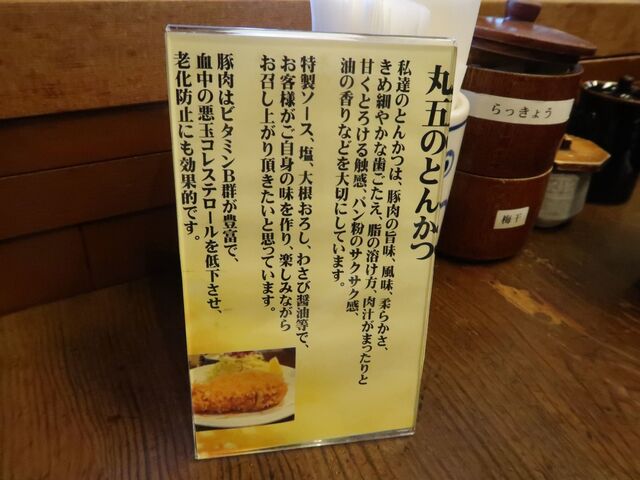 丸五のとんかつ
私達のとんかつは、豚肉の旨味、風味、柔らかさ、
きめ細やかな歯ごたえ、脂の溶け方、肉汁がまったりと
甘くとろける触感、パン粉のサクサク感、
油の香りなどを大切にしています。
特製ソース、塩、大根おろし、わさび醤油等で、
お客様がご自身の味を作り、楽しみながら
お召し上がり頂きたいと思っています。
豚肉はビタミンB群が豊富で、
血中の悪玉コレステロールを低下させ、
老化防止にも効果的です。
らっきょう
梅干